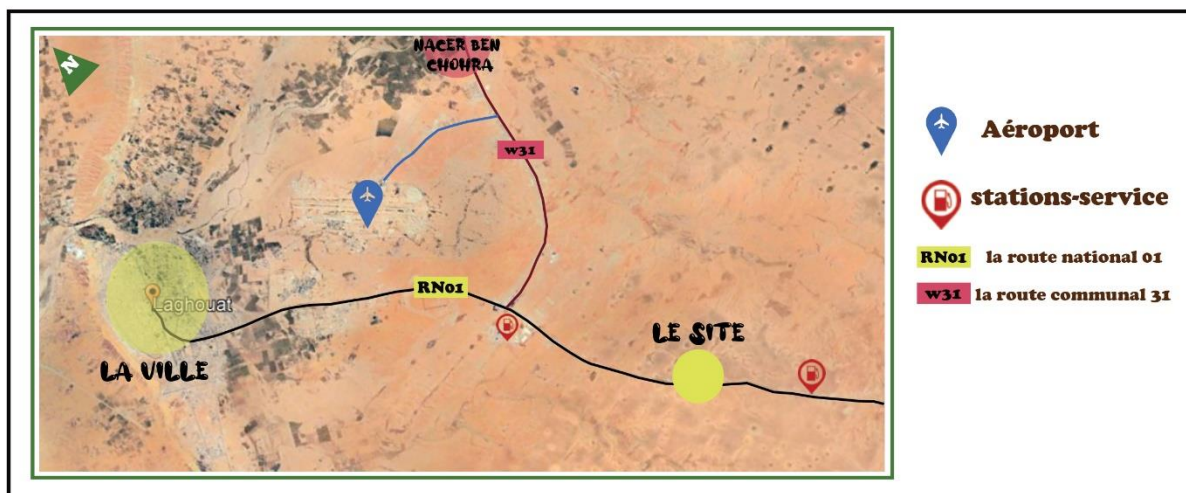 N
NACER BEN
CHOHRA
w31
RN01
Laghouat
LA VILLE
LE SITE
Aéroport
stations-service
RN01 la route national 01
w31 la route communal 31